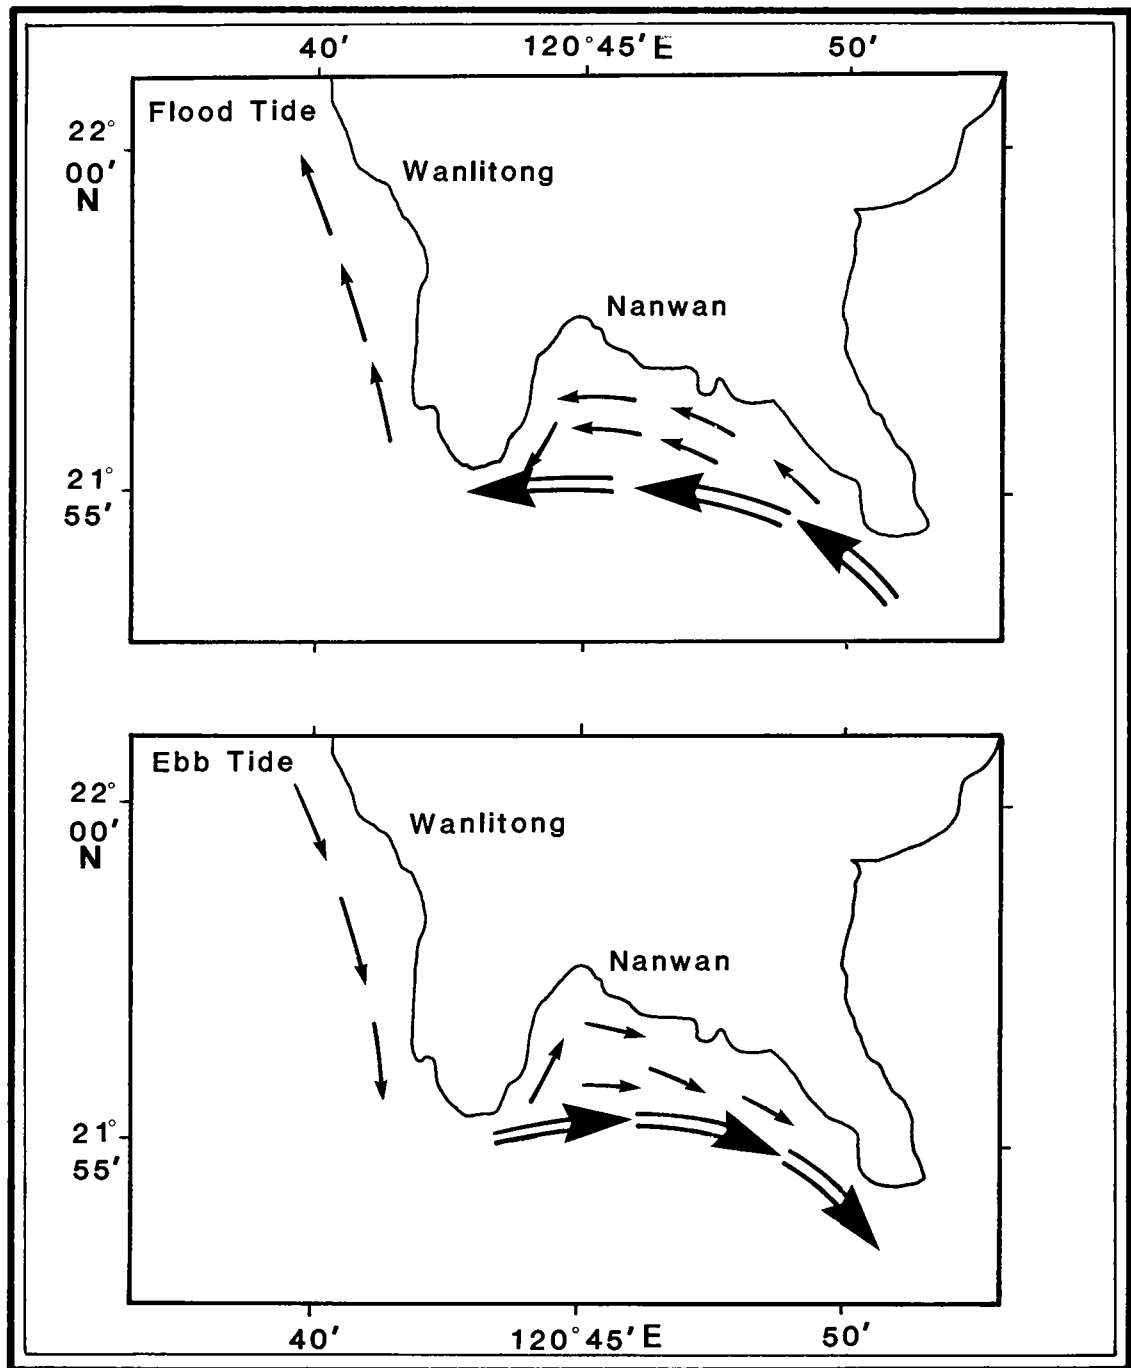 40′ 120°45′E 50′
Flood Tide
22°
00′
N
Wanlitong
Nanwan
21°
55′
Ebb Tide
22°
00′
N
Wanlitong
Nanwan
21°
55′
40′ 120°45′E 50′